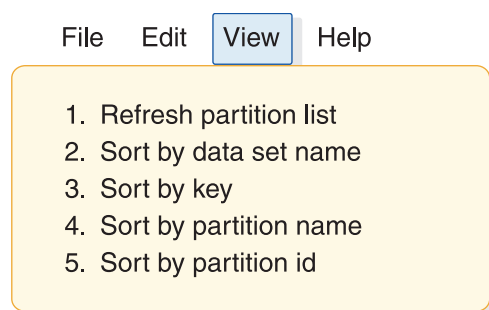 File Edit View Help
1. Refresh partition list
2. Sort by data set name
3. Sort by key
4. Sort by partition name
5. Sort by partition id